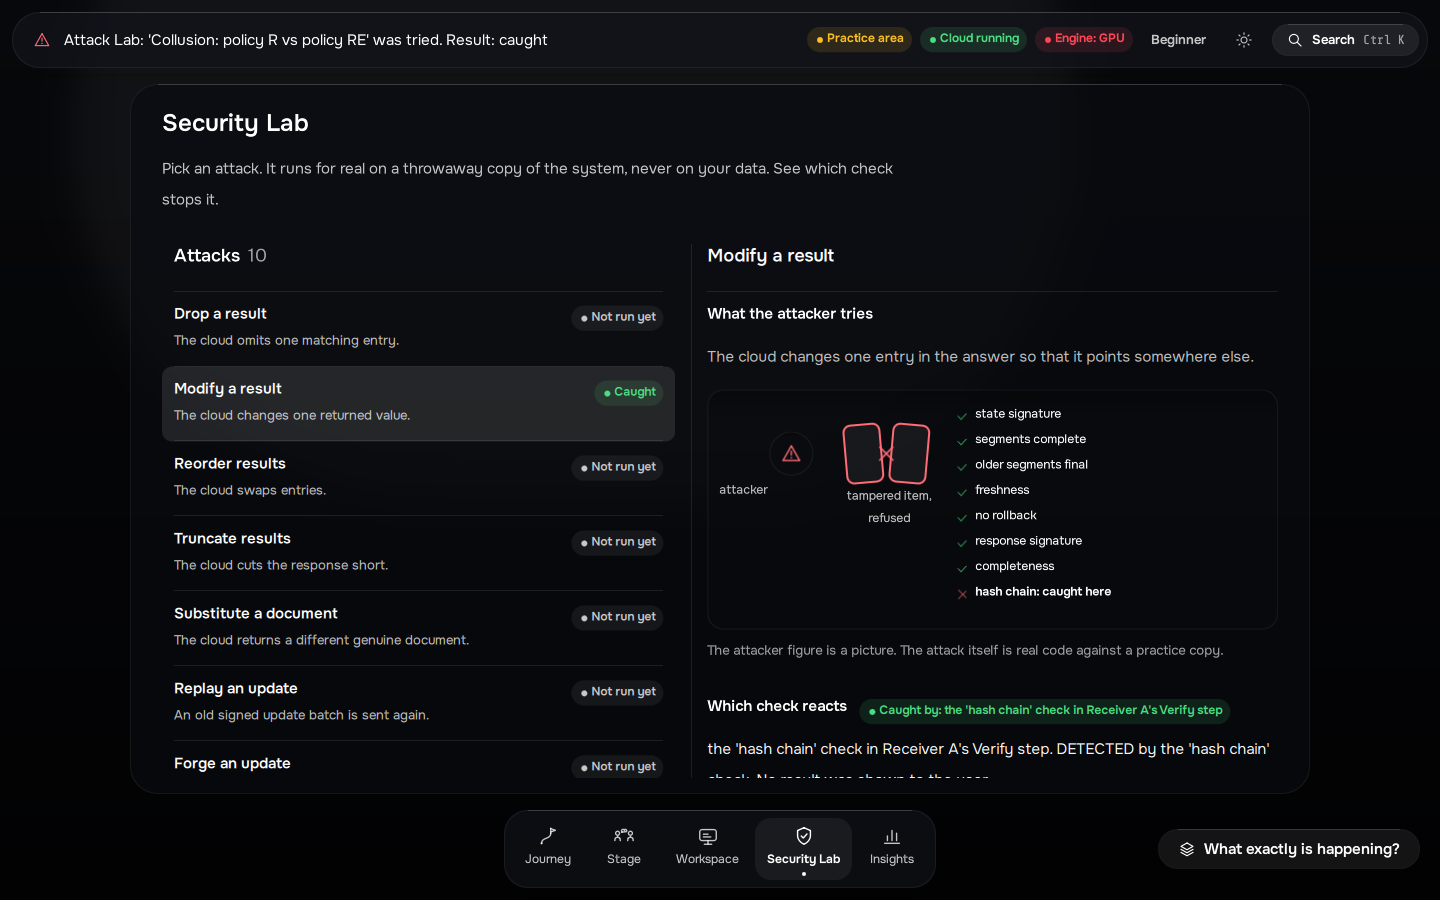 Attack Lab: 'Collusion: policy R vs policy RE' was tried. Result: caught
Practice area
Cloud running
Engine: GPU
Beginner
Search Ctrl K
Security Lab
Pick an attack. It runs for real on a throwaway copy of the system, never on your data. See which check
stops it.
Attacks 10
Drop a result
Not run yet
The cloud omits one matching entry.
Modify a result
Caught
The cloud changes one returned value.
Reorder results
Not run yet
The cloud swaps entries.
Truncate results
Not run yet
The cloud cuts the response short.
Substitute a document
Not run yet
The cloud returns a different genuine document.
Replay an update
Not run yet
An old signed update batch is sent again.
Forge an update
Not run yet
Modify a result
What the attacker tries
The cloud changes one entry in the answer so that it points somewhere else.
attacker
tampered item,
refused
state signature
segments complete
older segments final
freshness
no rollback
response signature
completeness
hash chain: caught here
The attacker figure is a picture. The attack itself is real code against a practice copy.
Which check reacts
Caught by: the 'hash chain' check in Receiver A's Verify step
the 'hash chain' check in Receiver A's Verify step. DETECTED by the 'hash chain'
check. No result was shown to the user.
Journey
Stage
Workspace
Security Lab
Insights
What exactly is happening?